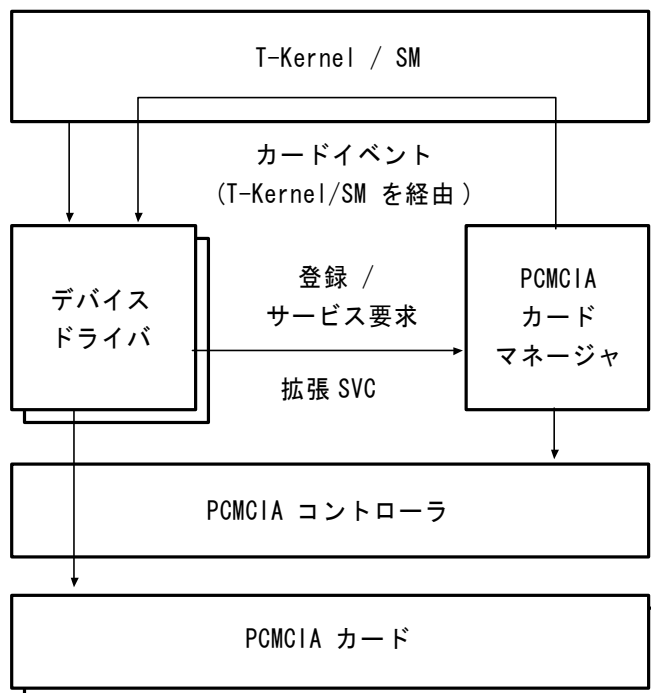 T-Kernel / SM
カードイベント
(T-Kernel/SM を経由)
デバイス
ドライバ
登録 /
サービス要求
拡張 SVC
PCMCIA
カード
マネージャ
PCMCIA コントローラ
PCMCIA カード